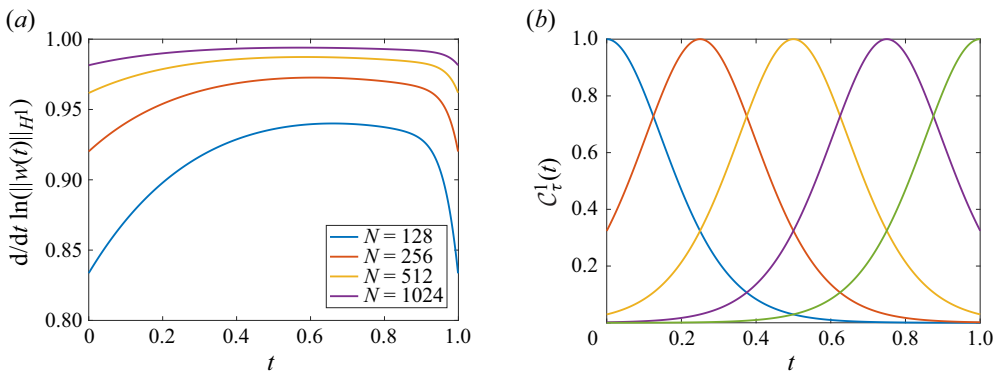 (a)
1.00
0.95
0.90
0.85
0.80
0 0.2 0.4 0.6 0.8 1.0
t
d/dt ln(||w(t)||_{H^1})
N = 128
N = 256
N = 512
N = 1024
(b)
1.0
0.8
0.6
0.4
0.2
0
0.2 0.4 0.6 0.8 1.0
t
C^1_τ(t)